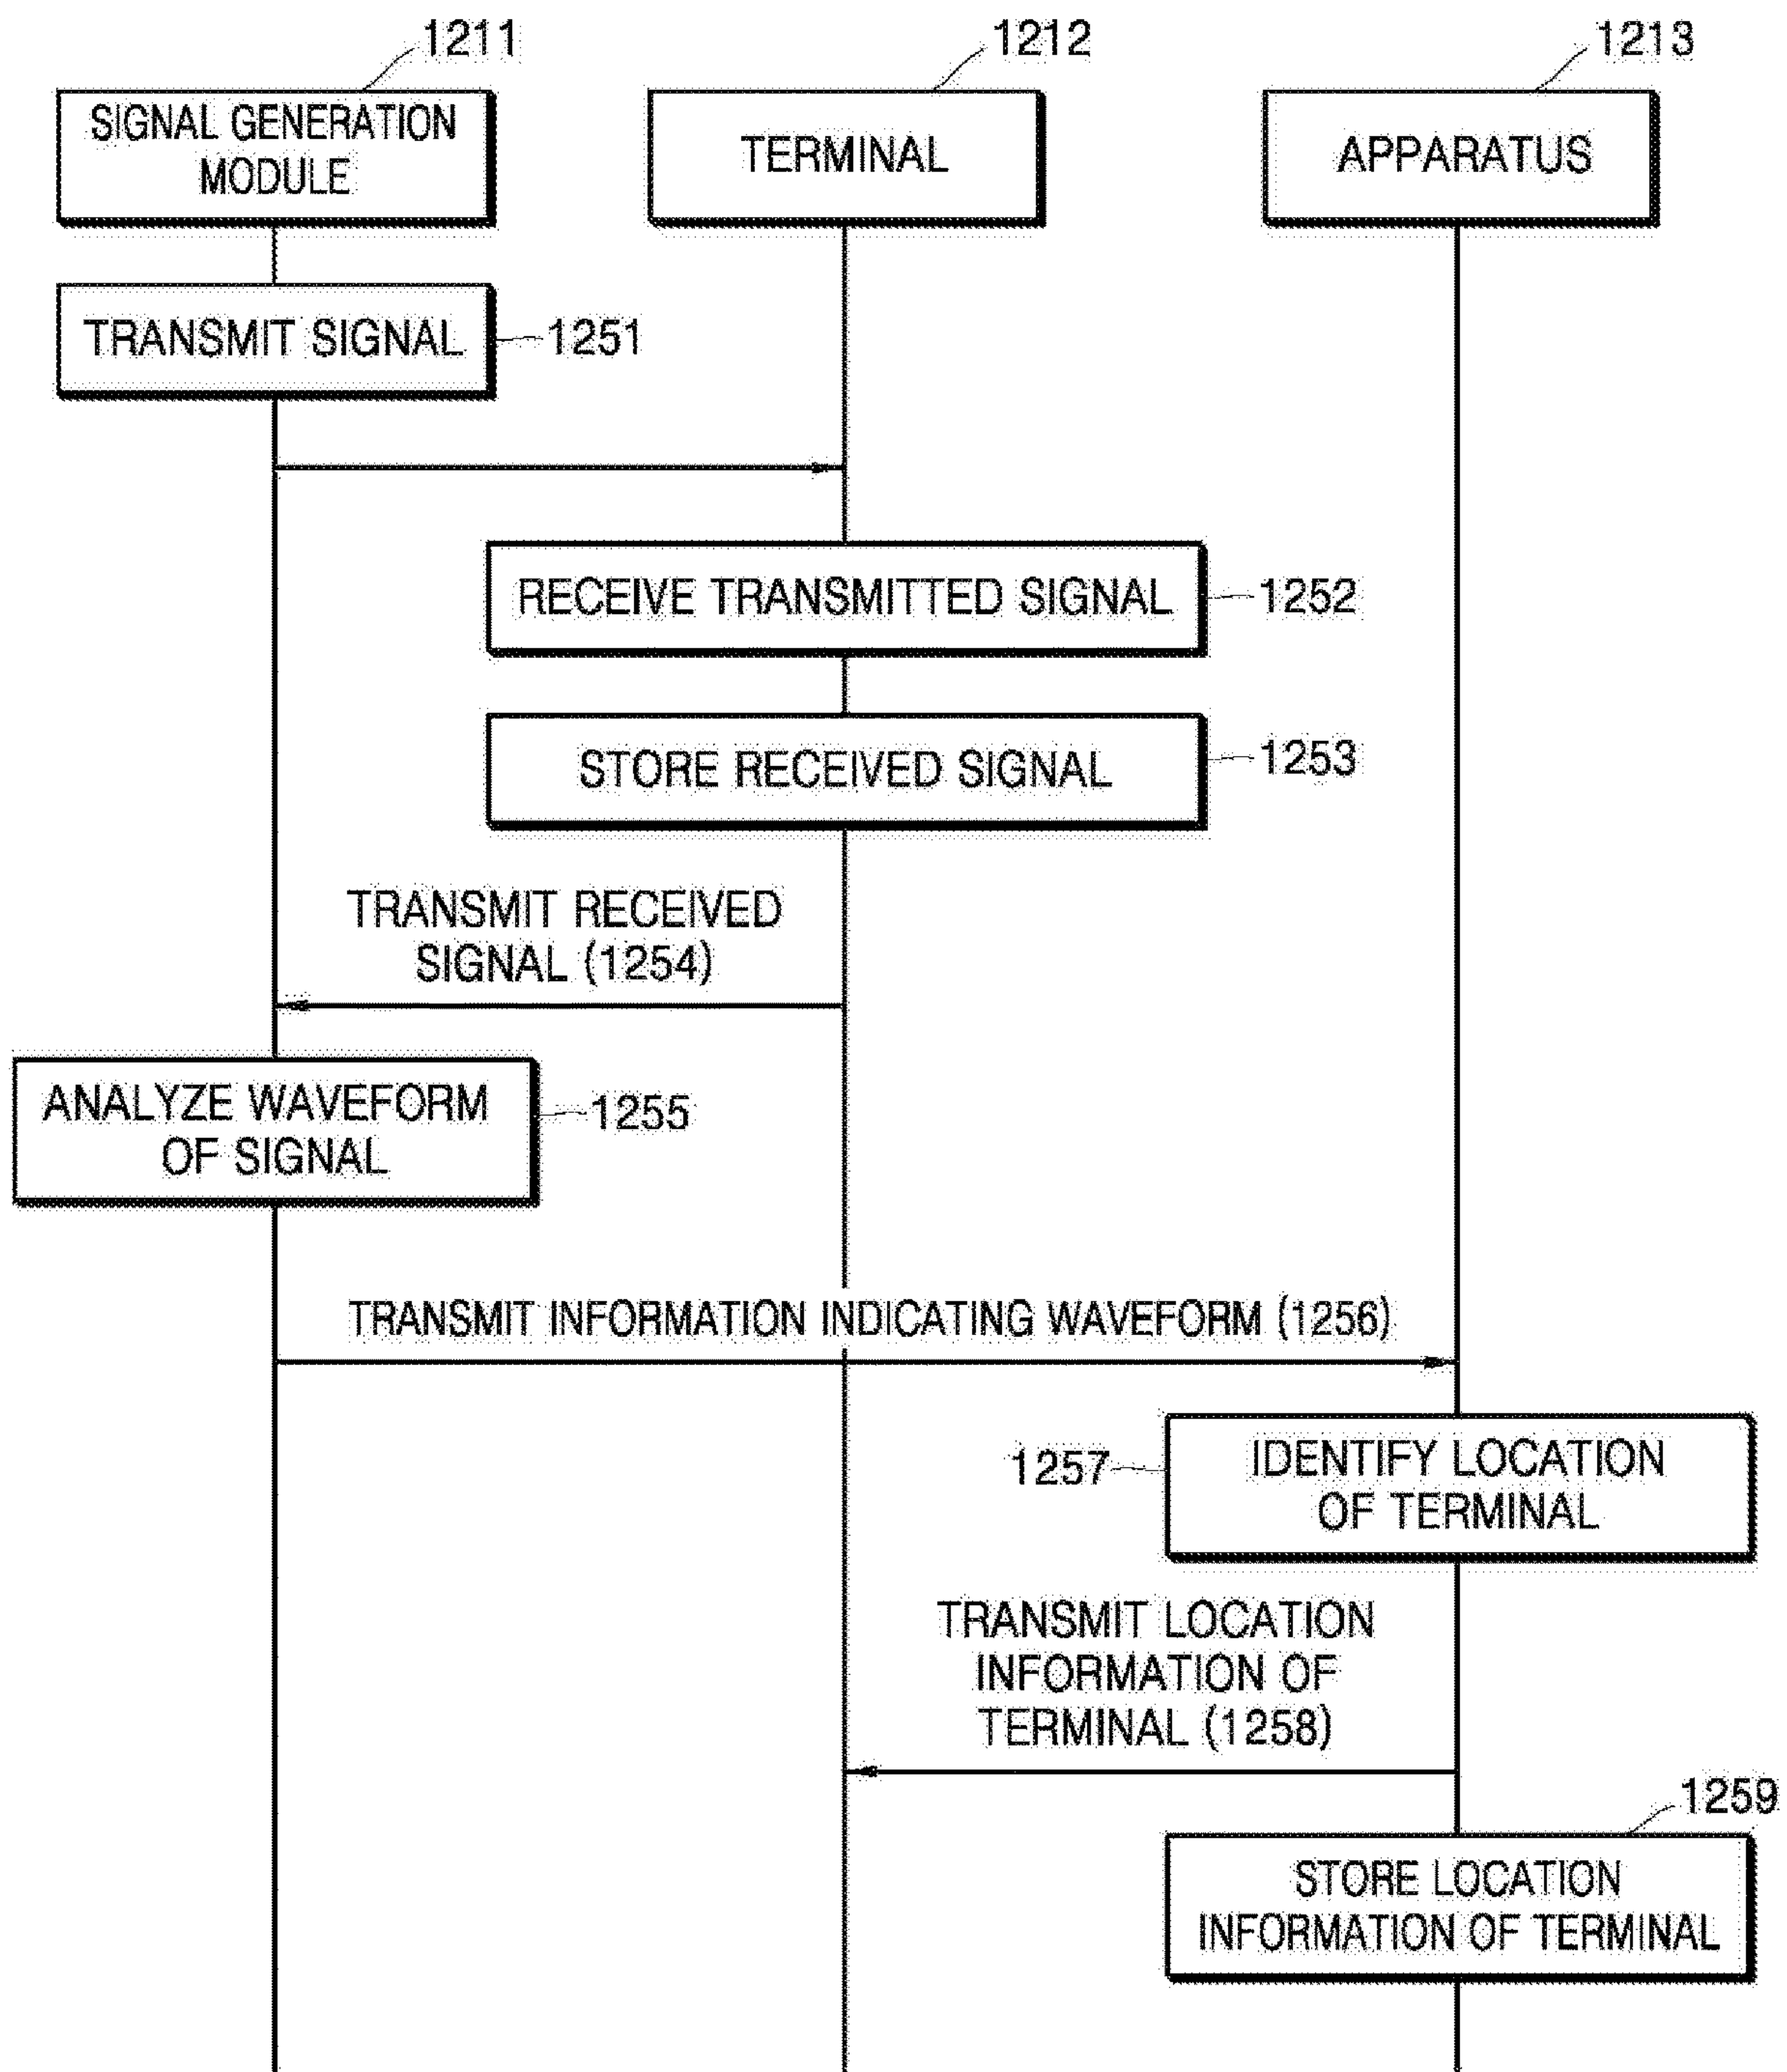 1211
1212
1213
SIGNAL GENERATION
MODULE
TERMINAL
APPARATUS
TRANSMIT SIGNAL
1251
RECEIVE TRANSMITTED SIGNAL
1252
STORE RECEIVED SIGNAL
1253
TRANSMIT RECEIVED
SIGNAL (1254)
ANALYZE WAVEFORM
OF SIGNAL
1255
TRANSMIT INFORMATION INDICATING WAVEFORM (1256)
1257
IDENTIFY LOCATION
OF TERMINAL
TRANSMIT LOCATION
INFORMATION OF
TERMINAL (1258)
1259
STORE LOCATION
INFORMATION OF TERMINAL